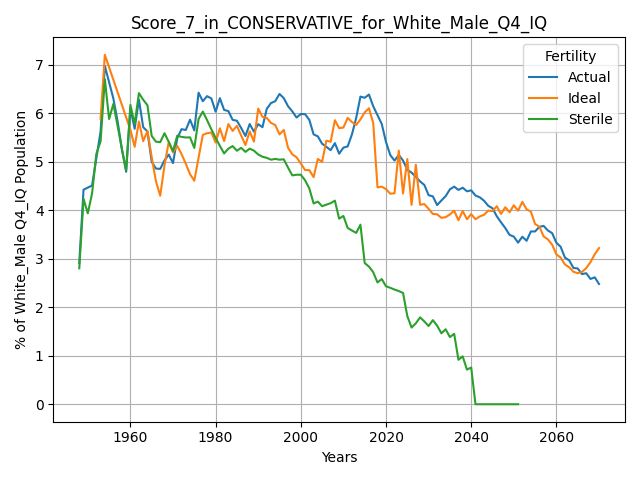 Score_7_in_CONSERVATIVE_for_White_Male_Q4_IQ
Fertility
Actual
Ideal
Sterile
% of White_Male Q4_IQ Population
7
6
5
4
3
2
1
0
1960 1980 2000 2020 2040 2060
Years